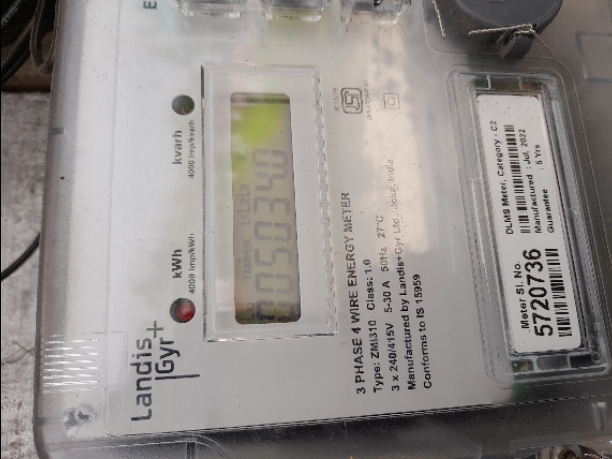 Landis
Gyr+
kWh
4000 Imp/kWh
kvarh
4000 Imp/kvarh
TAMPER
0050340
3 PHASE 4 WIRE ENERGY METER
Type: ZMI310 Class: 1.0
3 x 240/415V 5-30 A 50Hz 27°C
Manufactured by Landis+Gyr Ltd., Joka, India
Conforms to IS 15959
Meter Sl. No.
5720736
DLMS Meter, Category - C2
Manufactured : Jul, 2022
Guarantee : 5 Yrs